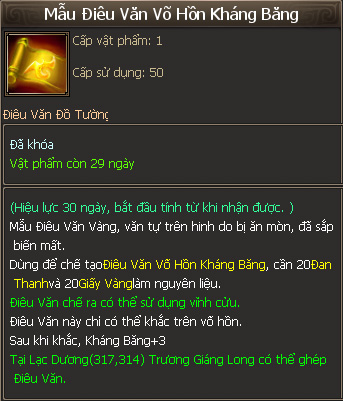 Mẫu Điêu Văn Võ Hồn Kháng Băng
Cấp vật phẩm: 1
Cấp sử dụng: 50
Điêu Văn Đồ Tường
Đã khóa
Vật phẩm còn 29 ngày
(Hiệu lực 30 ngày, bắt đầu tính từ khi nhận được. )
Mẫu Điêu Văn Vàng, văn tự trên hinh do bị ăn mòn, đã sắp
biến mất.
Dùng để chế tạoĐiêu Văn Võ Hồn Kháng Băng, cần 20Đan
Thanhvà 20Giấy Vànglàm nguyên liệu.
Điêu Văn chế ra có thể sử dụng vĩnh cửu.
Điêu Văn này chỉ có thể khắc trên võ hồn.
Sau khi khắc, Kháng Băng+3
Tại Lạc Dương(317,314) Trương Giáng Long có thể ghép
Điêu Văn.